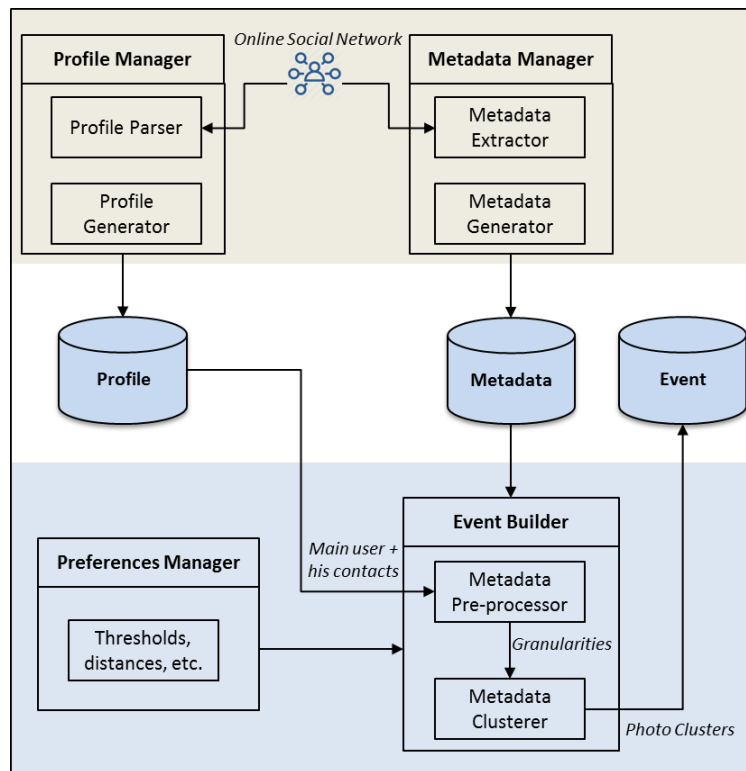 Online Social Network
Profile Manager
Profile Parser
Profile
Generator
Metadata Manager
Metadata
Extractor
Metadata
Generator
Profile
Metadata
Event
Preferences Manager
Thresholds,
distances, etc.
Main user +
his contacts
Event Builder
Metadata
Pre-processor
Granularities
Metadata
Clusterer
Photo Clusters